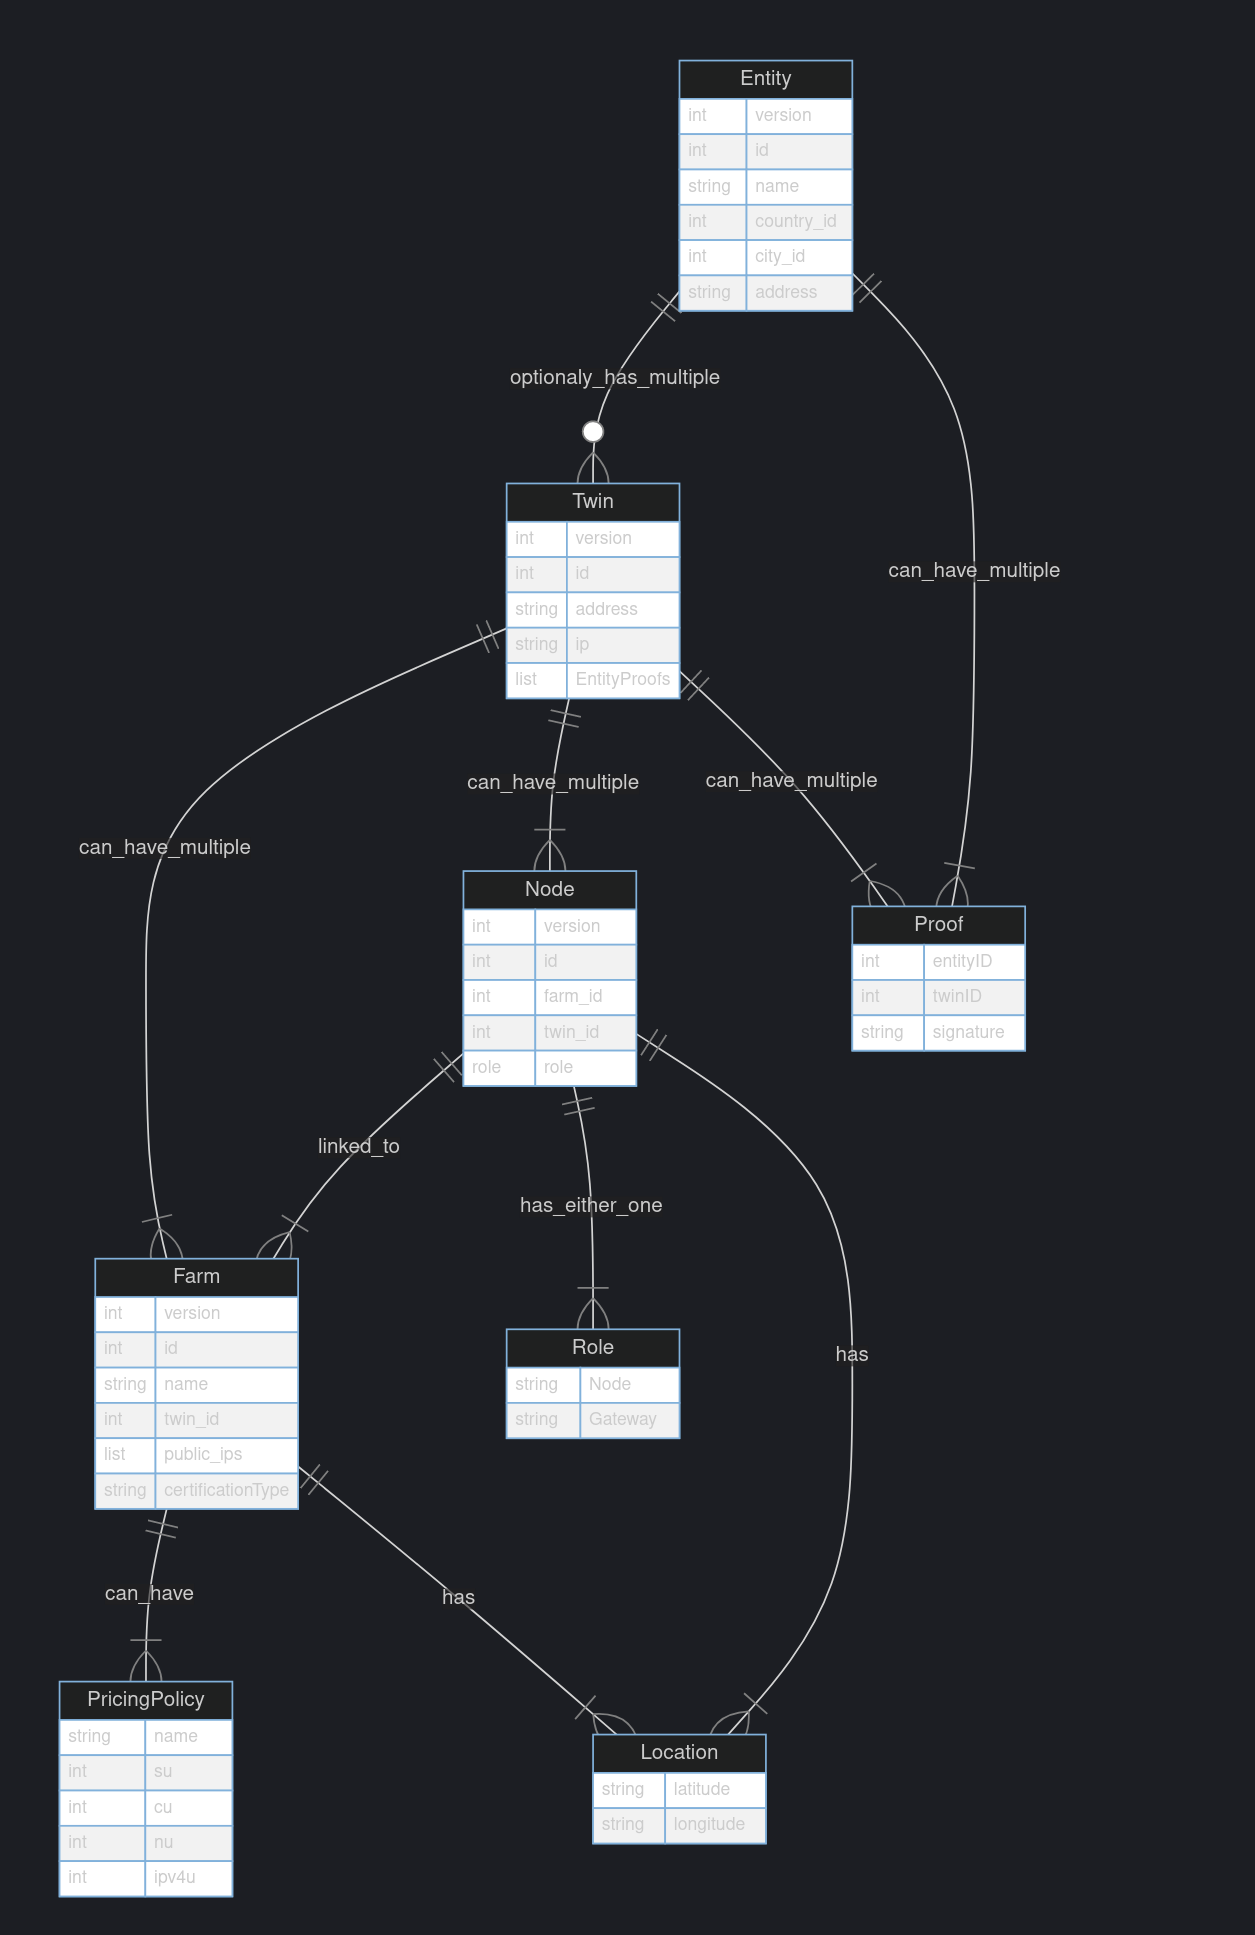 Entity
int version
int id
string name
int country_id
int city_id
string address
optionaly_has_multiple
Twin
int version
int id
string address
string ip
list EntityProofs
can_have_multiple
can_have_multiple
can_have_multiple
can_have_multiple
Node
int version
int id
int farm_id
int twin_id
role role
Proof
int entityID
int twinID
string signature
linked_to
has_either_one
Farm
int version
int id
string name
int twin_id
list public_ips
string certificationType
Role
string Node
string Gateway
has
can_have
has
PricingPolicy
string name
int su
int cu
int nu
int ipv4u
Location
string latitude
string longitude